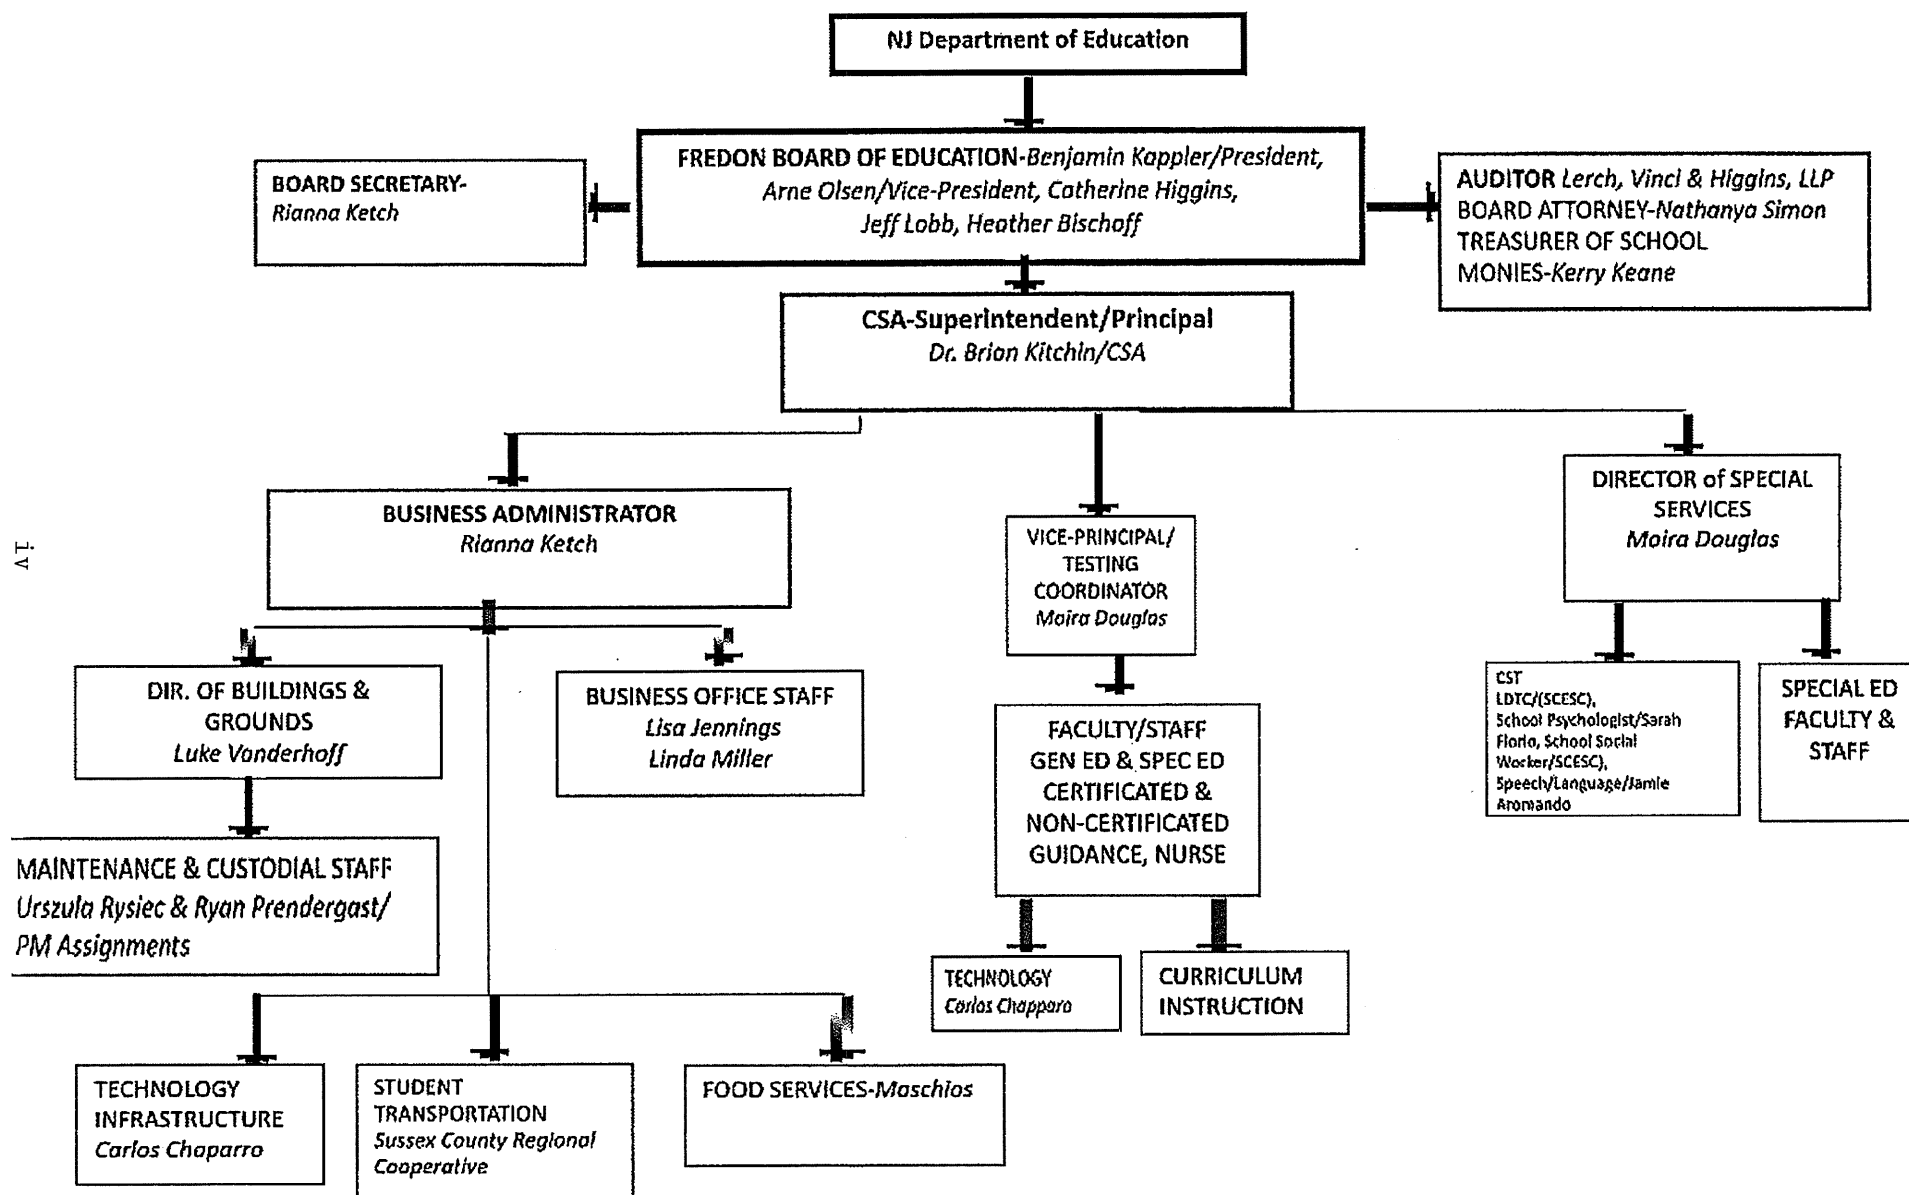 NJ Department of Education
FREDON BOARD OF EDUCATION-Benjamin Kappler/President,
Arne Olsen/Vice-President, Catherine Higgins,
Jeff Lobb, Heather Bischoff
BOARD SECRETARY-
Rianna Ketch
AUDITOR Lerch, Vinci & Higgins, LLP
BOARD ATTORNEY-Nathanya Simon
TREASURER OF SCHOOL
MONIES-Kerry Keane
CSA-Superintendent/Principal
Dr. Brian Kitchin/CSA
BUSINESS ADMINISTRATOR
Rianna Ketch
VICE-PRINCIPAL/
TESTING
COORDINATOR
Moira Douglas
DIRECTOR of SPECIAL
SERVICES
Moira Douglas
iv
DIR. OF BUILDINGS &
GROUNDS
Luke Vanderhoff
BUSINESS OFFICE STAFF
Lisa Jennings
Linda Miller
FACULTY/STAFF
GEN ED & SPEC ED
CERTIFICATED &
NON-CERTIFICATED
GUIDANCE, NURSE
CST
LDTC/(SCESC),
School Psychologist/Sarah
Florio, School Social
Worker/SCESC),
Speech/Language/Jamie
Aromando
SPECIAL ED
FACULTY &
STAFF
MAINTENANCE & CUSTODIAL STAFF
Urszula Rysiec & Ryan Prendergast/
PM Assignments
TECHNOLOGY
Carlos Chapparo
CURRICULUM
INSTRUCTION
TECHNOLOGY
INFRASTRUCTURE
Carlos Chaparro
STUDENT
TRANSPORTATION
Sussex County Regional
Cooperative
FOOD SERVICES-Maschios